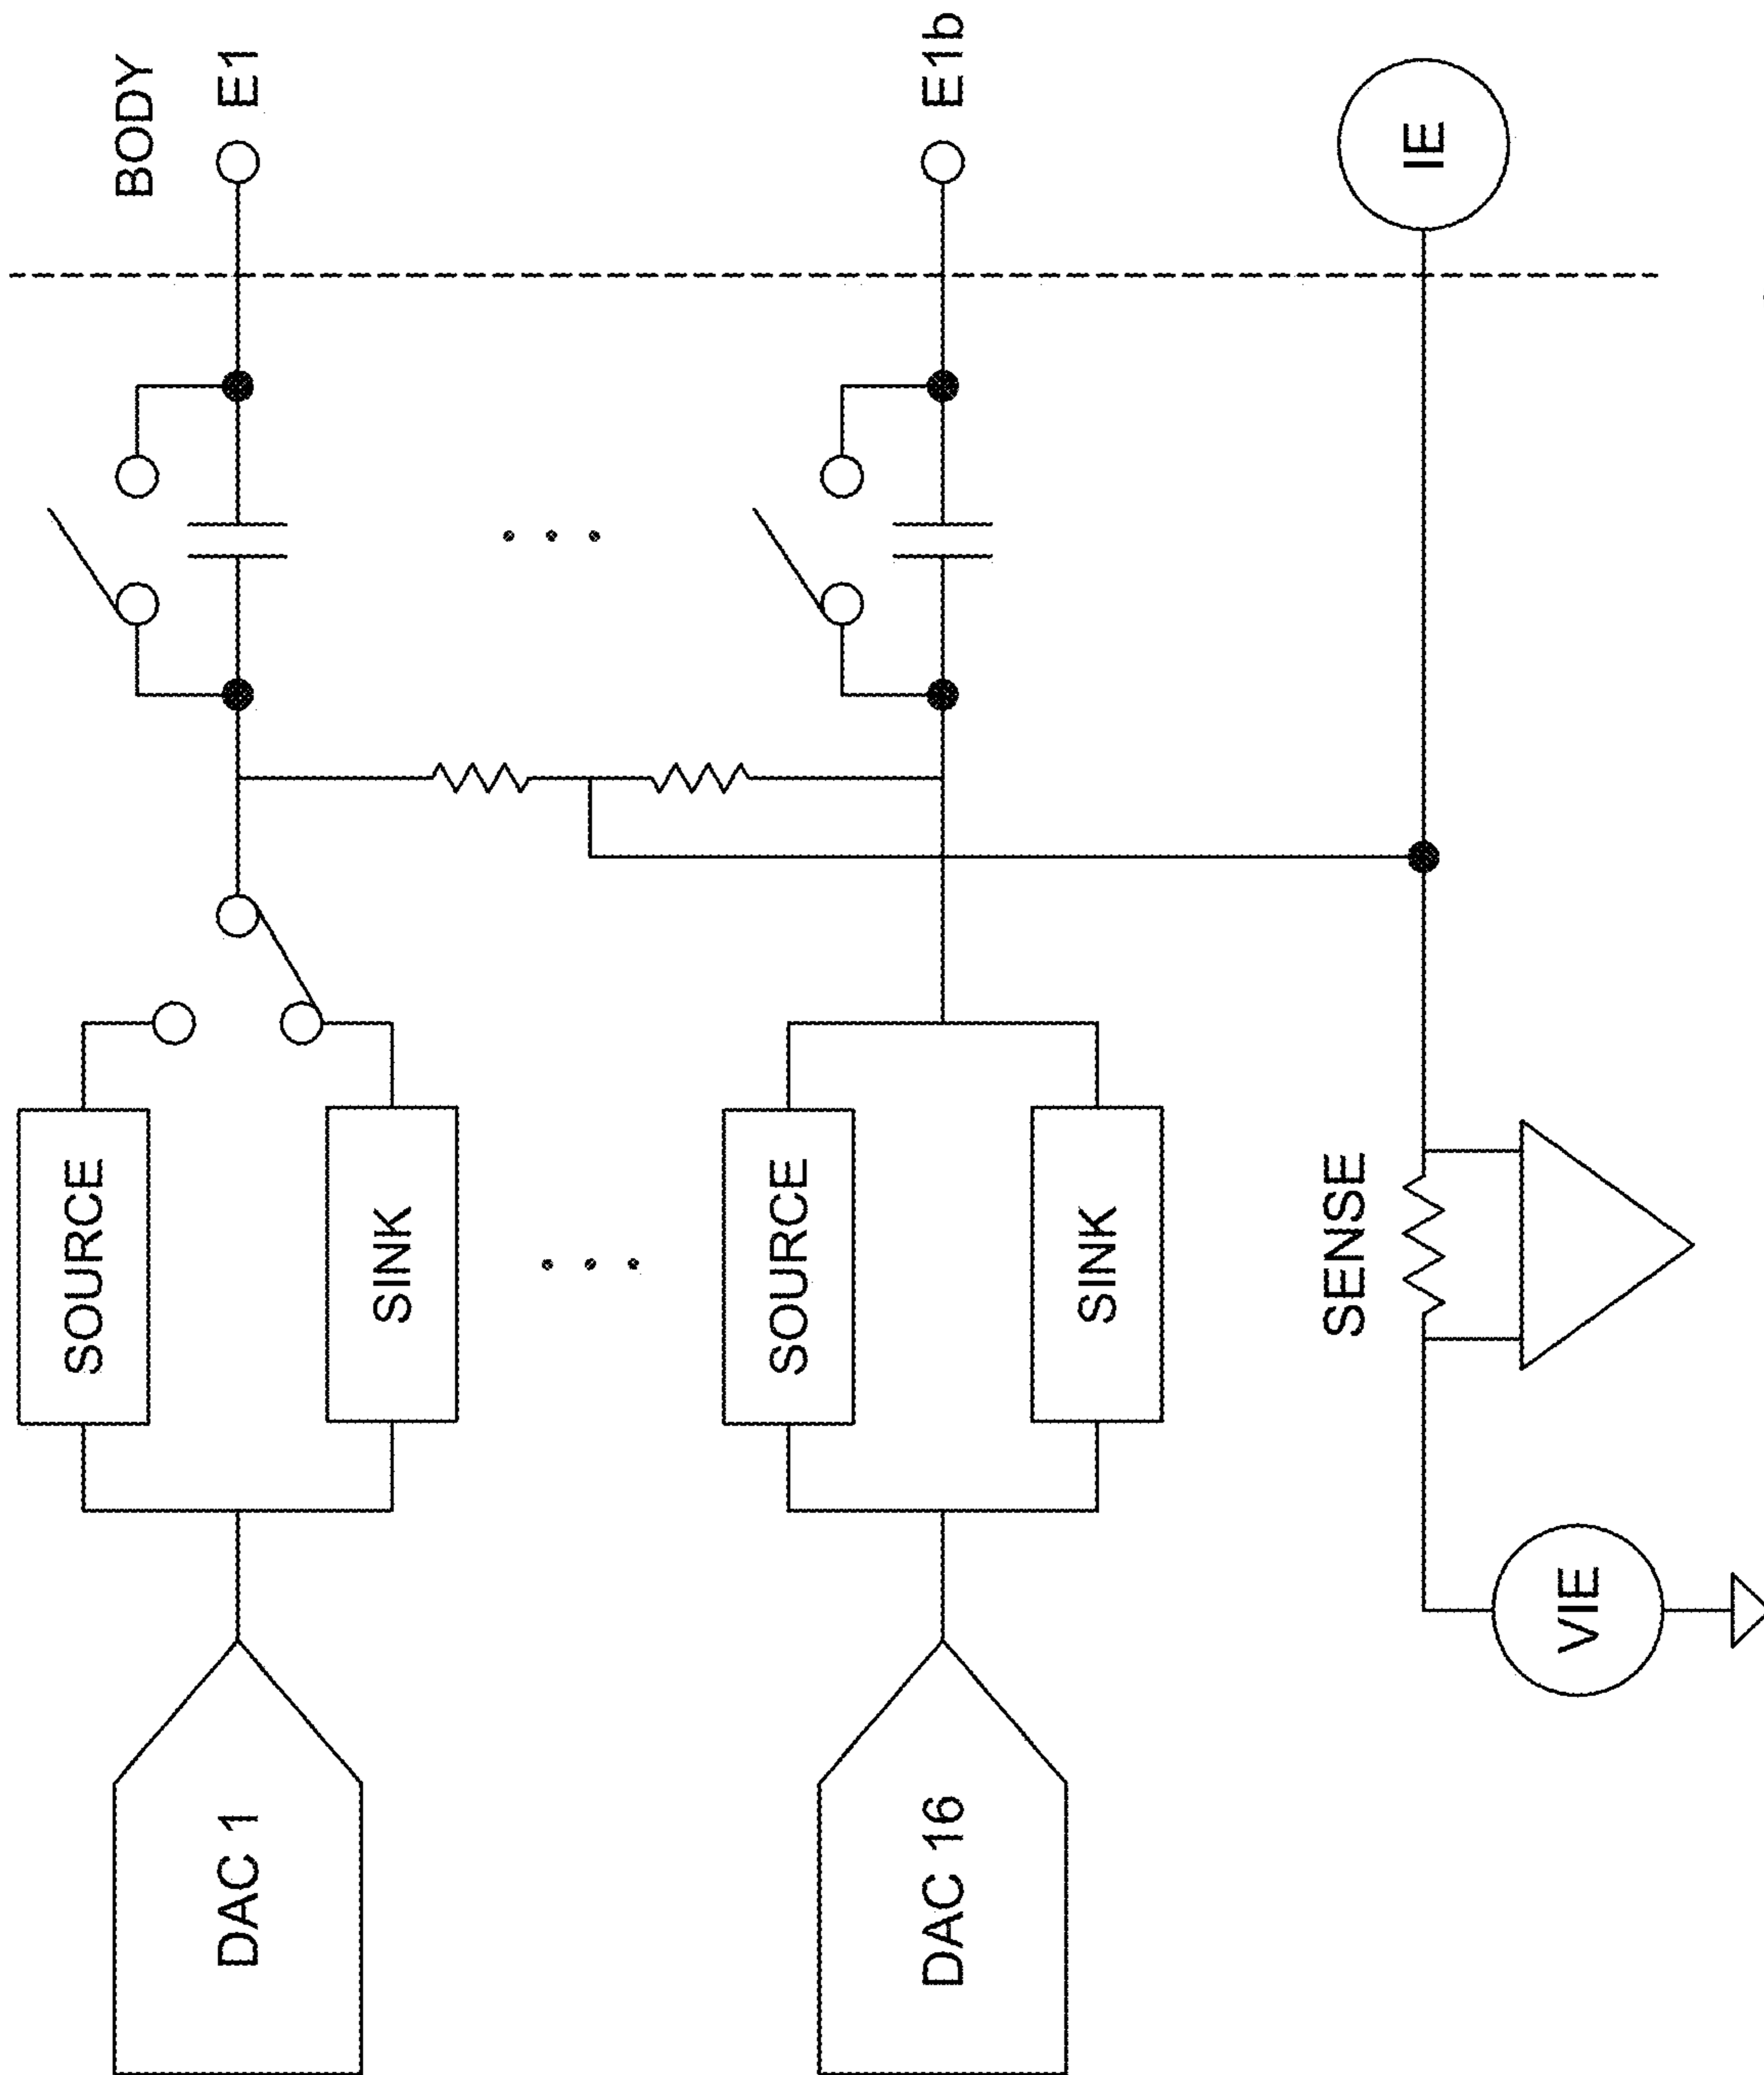 BODY
E1
SOURCE
SINK
DAC 1
E1b
SOURCE
SINK
DAC 16
IE
SENSE
VIE